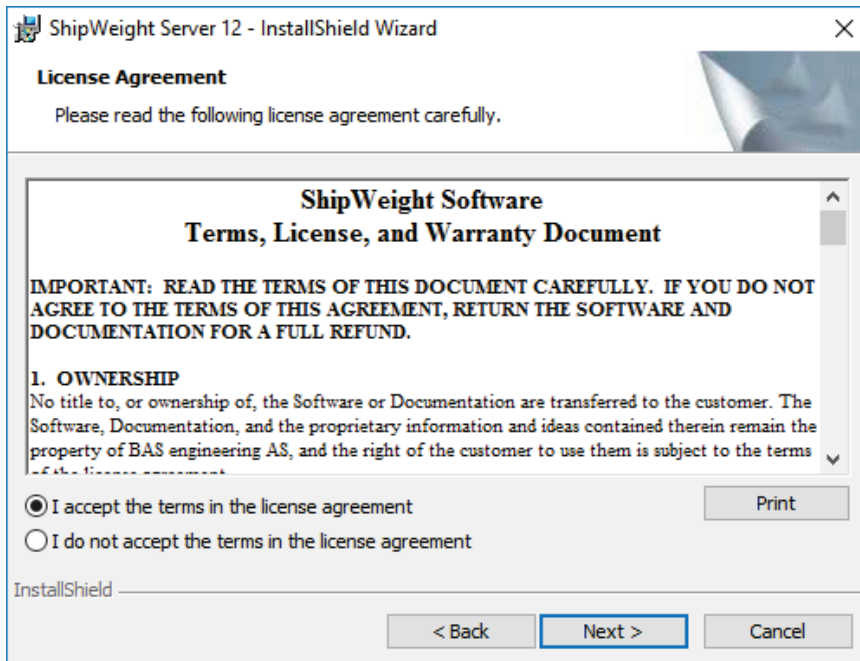 ShipWeight Server 12 - InstallShield Wizard
License Agreement
Please read the following license agreement carefully.
ShipWeight Software
Terms, License, and Warranty Document
IMPORTANT: READ THE TERMS OF THIS DOCUMENT CAREFULLY. IF YOU DO NOT
AGREE TO THE TERMS OF THIS AGREEMENT, RETURN THE SOFTWARE AND
DOCUMENTATION FOR A FULL REFUND.
1. OWNERSHIP
No title to, or ownership of, the Software or Documentation are transferred to the customer. The
Software, Documentation, and the proprietary information and ideas contained therein remain the
property of BAS engineering AS, and the right of the customer to use them is subject to the terms
of the license agreement.
I accept the terms in the license agreement
Print
I do not accept the terms in the license agreement
InstallShield
< Back
Next >
Cancel